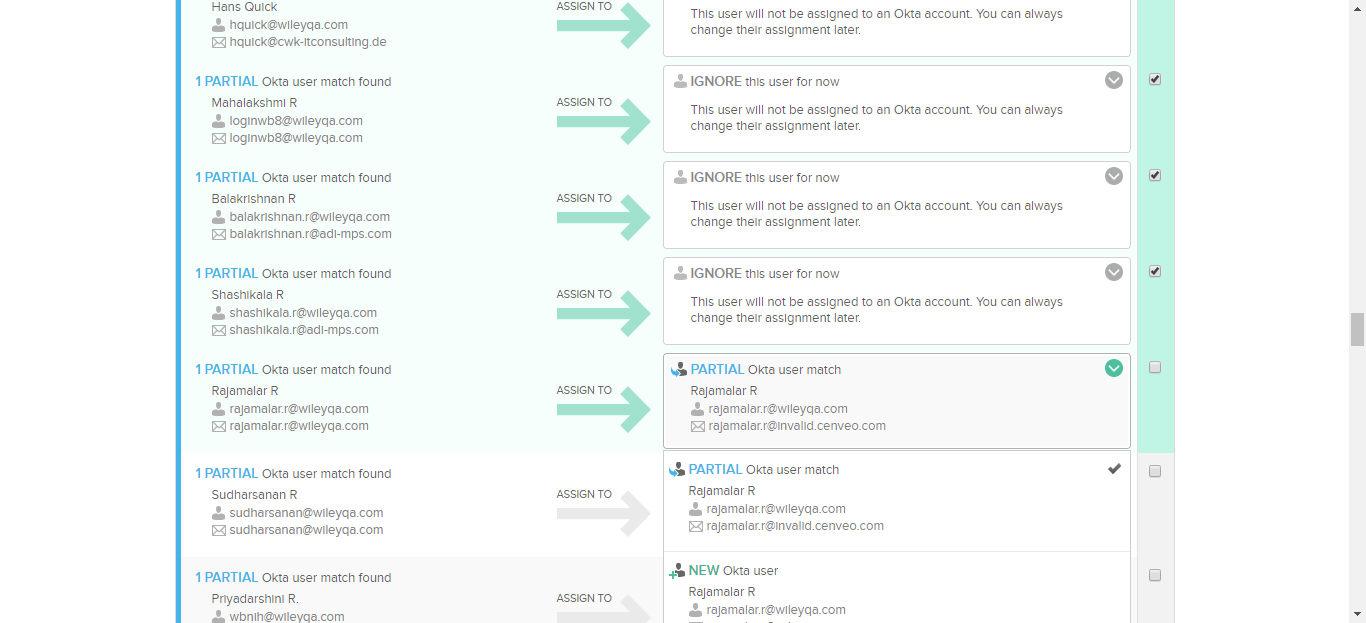 Hans Quick
hquick@wileyqa.com
hquick@cwk-itconsulting.de
ASSIGN TO
This user will not be assigned to an Okta account. You can always
change their assignment later.
1 PARTIAL Okta user match found
Mahalakshmi R
loginwb8@wileyqa.com
loginwb8@wileyqa.com
ASSIGN TO
IGNORE this user for now
This user will not be assigned to an Okta account. You can always
change their assignment later.
1 PARTIAL Okta user match found
Balakrishnan R
balakrishnan.r@wileyqa.com
balakrishnan.r@adi-mps.com
ASSIGN TO
IGNORE this user for now
This user will not be assigned to an Okta account. You can always
change their assignment later.
1 PARTIAL Okta user match found
Shashikala R
shashikala.r@wileyqa.com
shashikala.r@adi-mps.com
ASSIGN TO
IGNORE this user for now
This user will not be assigned to an Okta account. You can always
change their assignment later.
1 PARTIAL Okta user match found
Rajamalar R
rajamalar.r@wileyqa.com
rajamalar.r@wileyqa.com
ASSIGN TO
PARTIAL Okta user match
Rajamalar R
rajamalar.r@wileyqa.com
rajamalar.r@invalid.cenveo.com
1 PARTIAL Okta user match found
Sudharsanan R
sudharsanan@wileyqa.com
sudharsanan@wileyqa.com
ASSIGN TO
PARTIAL Okta user match
Rajamalar R
rajamalar.r@wileyqa.com
rajamalar.r@invalid.cenveo.com
1 PARTIAL Okta user match found
Priyadarshini R.
wbnih@wileyqa.com
ASSIGN TO
NEW Okta user
Rajamalar R
rajamalar.r@wileyqa.com